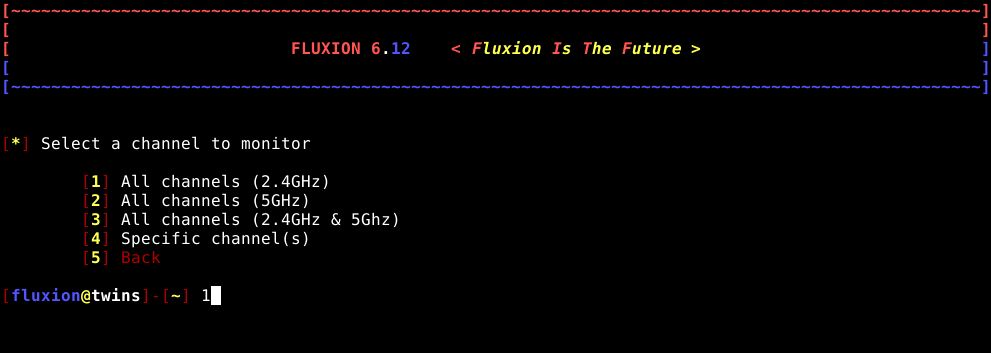 [~~~~~~~~~~~~~~~~~~~~~~~~~~~~~~~~~~~~~~~~~~~~~~~~~~~~~~~~~~~~~~~~~~~~~~~~~~~~~~~~~~~~~~~~~~~~~~~~~]
[ ]
[ FLUXION 6.12 < Fluxion Is The Future > ]
[ ]
[~~~~~~~~~~~~~~~~~~~~~~~~~~~~~~~~~~~~~~~~~~~~~~~~~~~~~~~~~~~~~~~~~~~~~~~~~~~~~~~~~~~~~~~~~~~~~~~~~]
[*] Select a channel to monitor
[1] All channels (2.4GHz)
[2] All channels (5GHz)
[3] All channels (2.4GHz & 5Ghz)
[4] Specific channel(s)
[5] Back
[fluxion@twins]-[~] 1